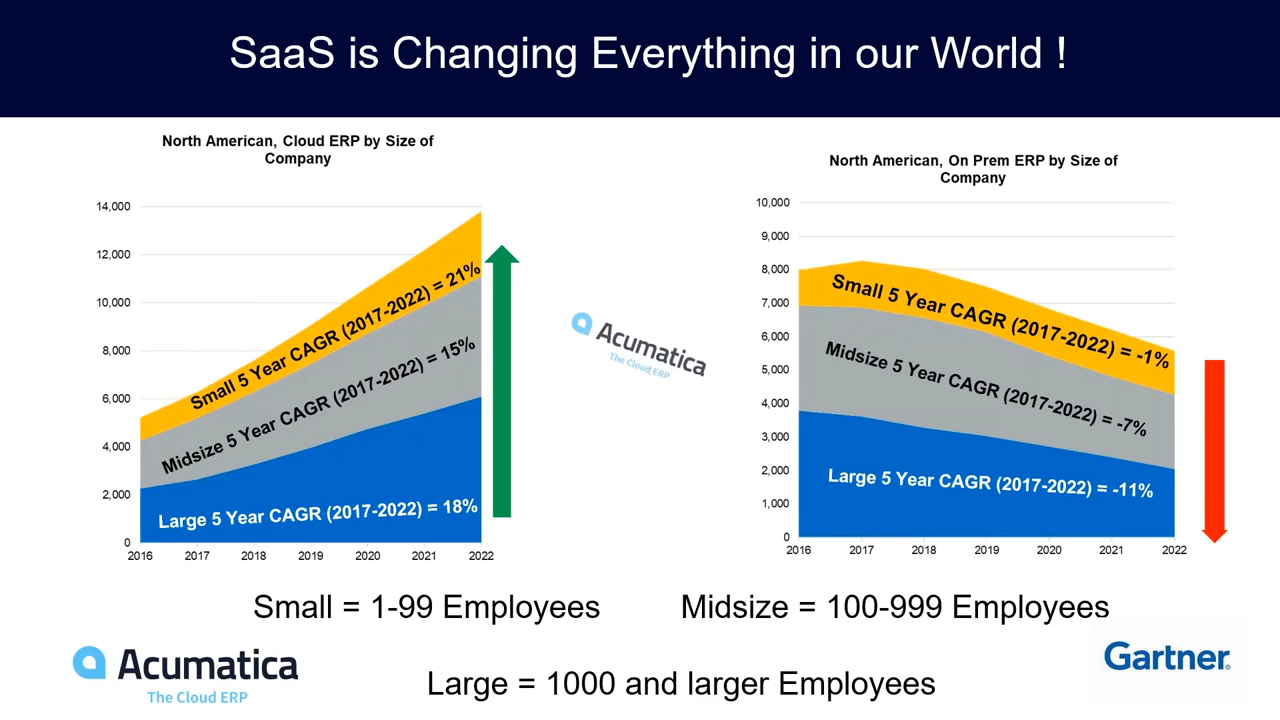 SaaS is Changing Everything in our World !
North American, Cloud ERP by Size of
Company
14,000
12,000
10,000
8,000
6,000
4,000
2,000
0
Small 5 Year CAGR (2017-2022) = 21%
Midsize 5 Year CAGR (2017-2022) = 15%
Large 5 Year CAGR (2017-2022) = 18%
2016 2017 2018 2019 2020 2021 2022
Acumatica
The Cloud ERP
North American, On Prem ERP by Size of
Company
10,000
9,000
8,000
7,000
6,000
5,000
4,000
3,000
2,000
1,000
0
Small 5 Year CAGR (2017-2022) = -1%
Midsize 5 Year CAGR (2017-2022) = -7%
Large 5 Year CAGR (2017-2022) = -11%
2016 2017 2018 2019 2020 2021 2022
Small = 1-99 Employees
Midsize = 100-999 Employees
Acumatica
The Cloud ERP
Large = 1000 and larger Employees
Gartner®